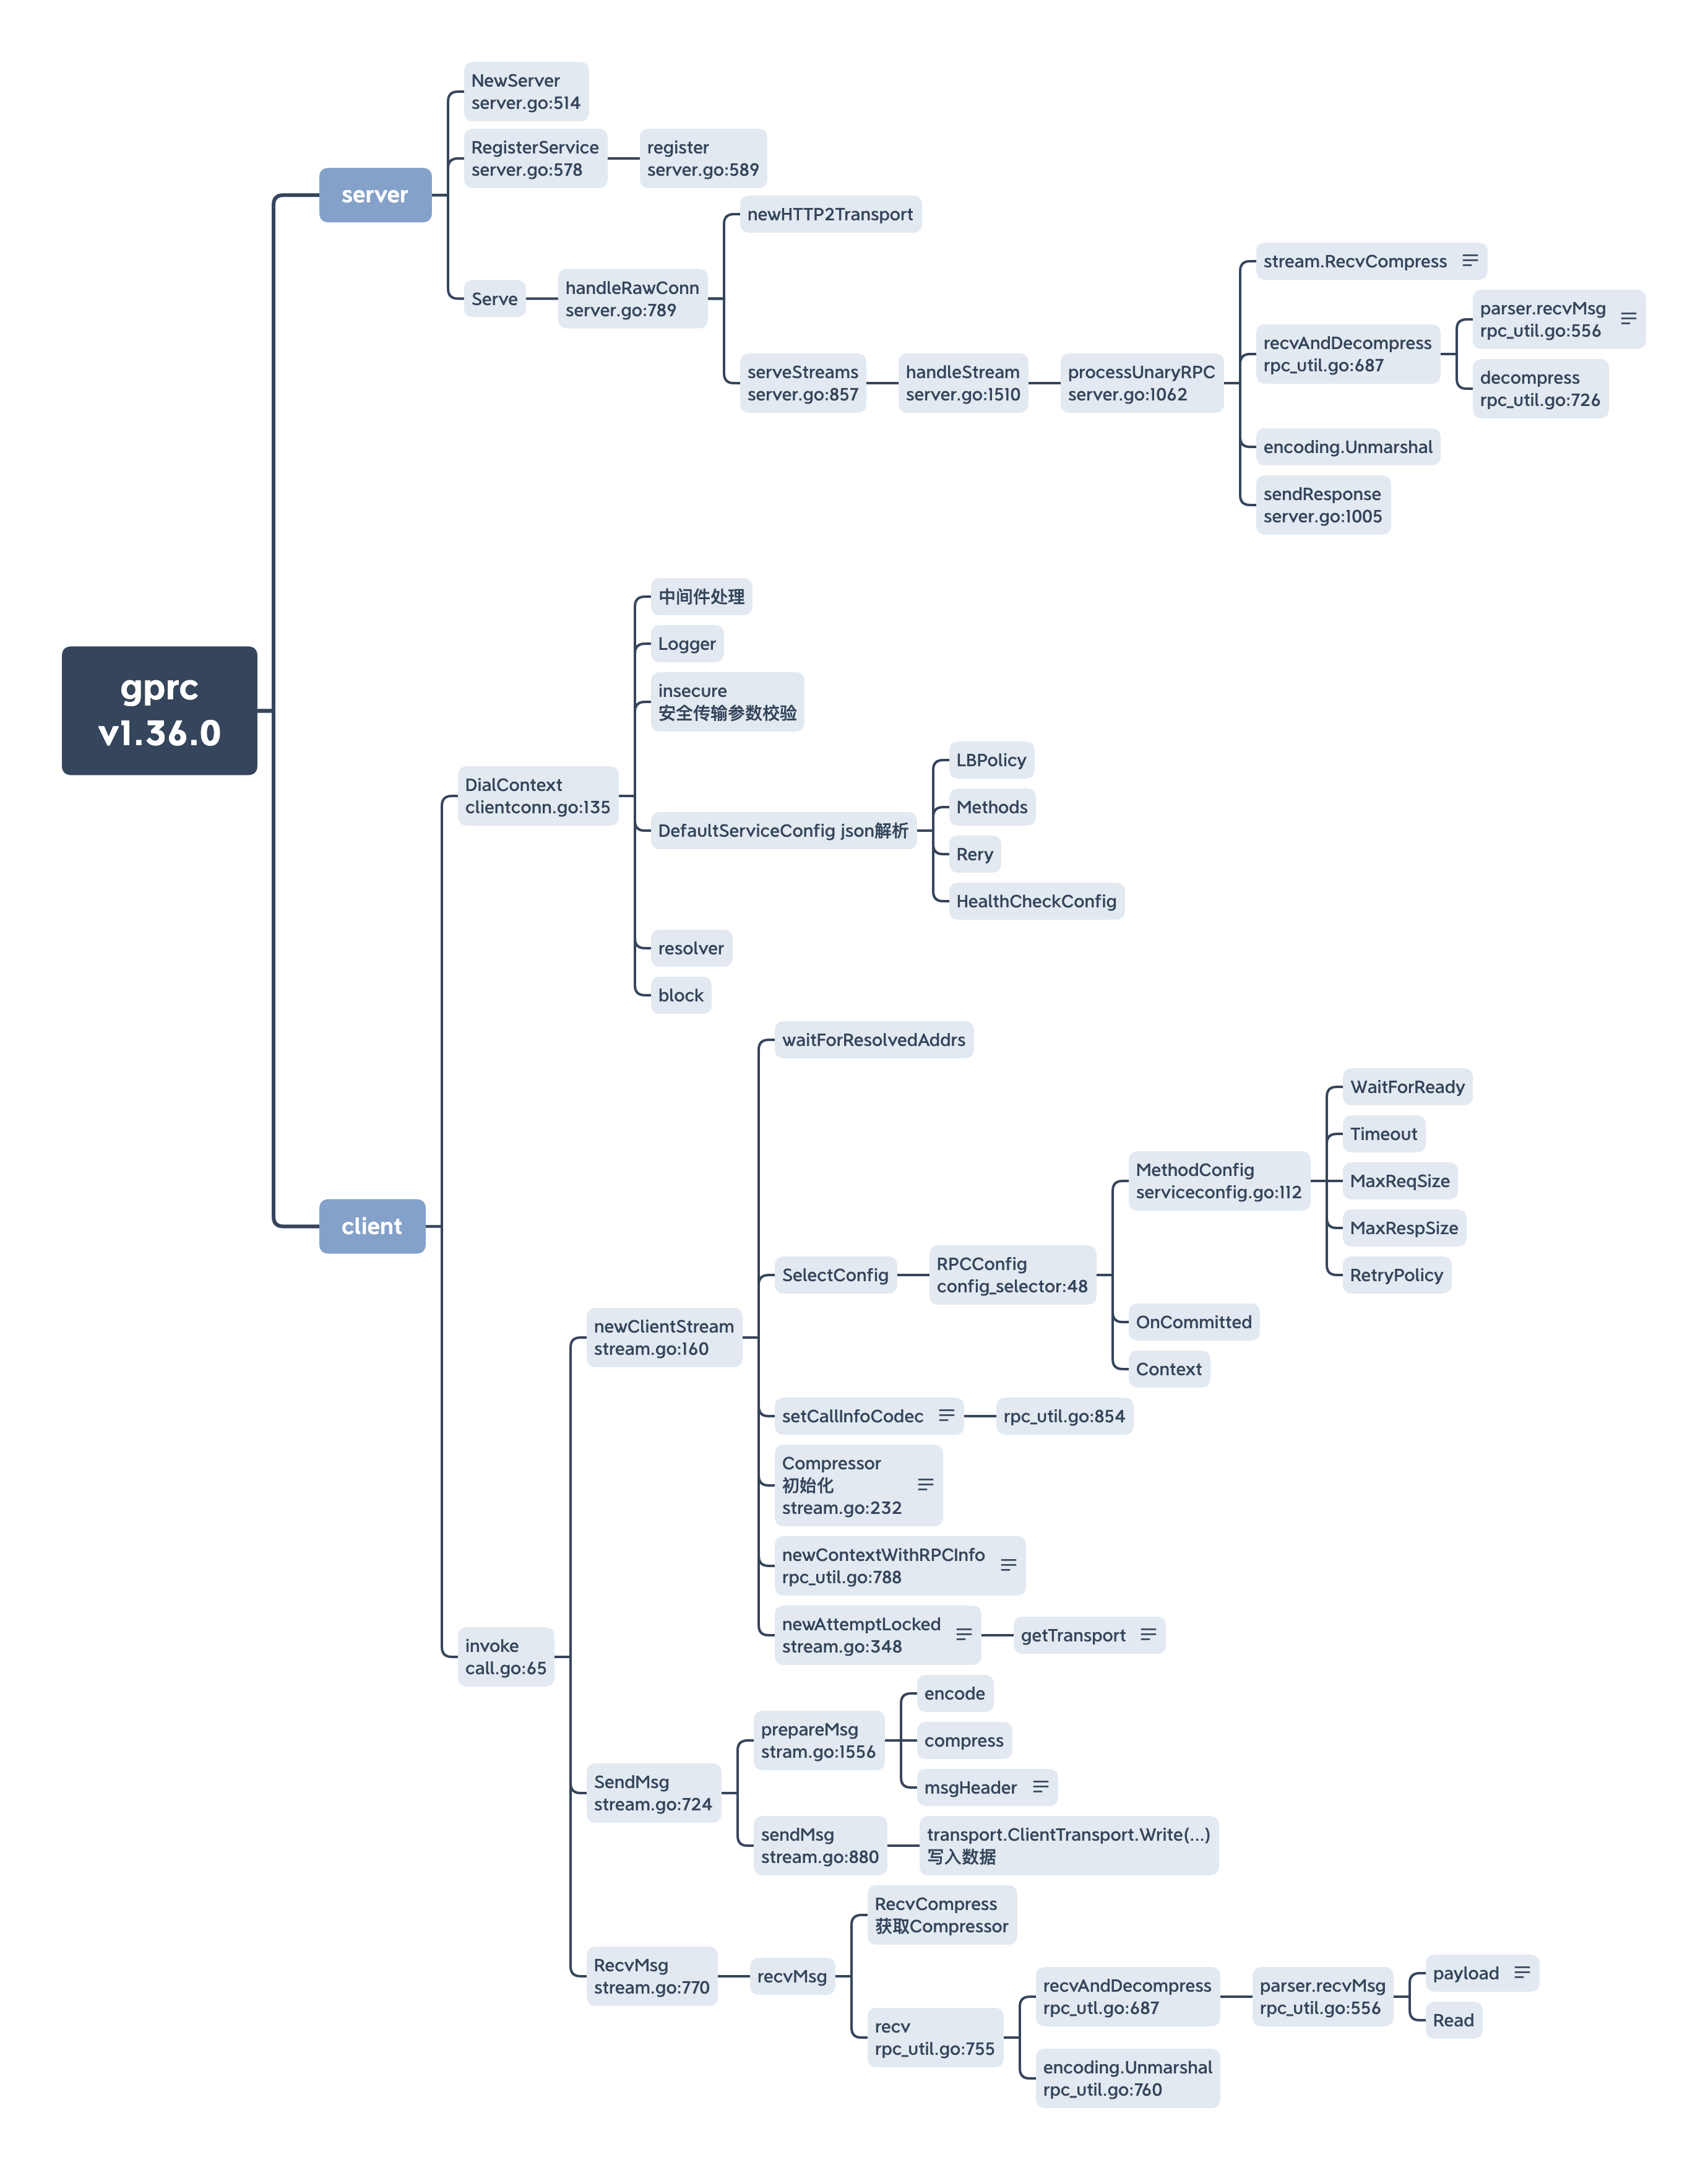 gprc
v1.36.0
server
NewServer
server.go:514
RegisterService
server.go:578
register
server.go:589
Serve
handleRawConn
server.go:789
newHTTP2Transport
serveStreams
server.go:857
handleStream
server.go:1510
processUnaryRPC
server.go:1062
stream.RecvCompress
recvAndDecompress
rpc_util.go:687
parser.recvMsg
rpc_util.go:556
decompress
rpc_util.go:726
encoding.Unmarshal
sendResponse
server.go:1005
client
DialContext
clientconn.go:135
中间件处理
Logger
insecure
安全传输参数校验
DefaultServiceConfig json解析
LBPolicy
Methods
Rery
HealthCheckConfig
resolver
block
invoke
call.go:65
newClientStream
stream.go:160
waitForResolvedAddrs
SelectConfig
RPCConfig
config_selector:48
MethodConfig
serviceconfig.go:112
WaitForReady
Timeout
MaxReqSize
MaxRespSize
RetryPolicy
OnCommitted
Context
setCallInfoCodec
rpc_util.go:854
Compressor
初始化
stream.go:232
newContextWithRPCInfo
rpc_util.go:788
newAttemptLocked
stream.go:348
getTransport
SendMsg
stream.go:724
prepareMsg
stram.go:1556
encode
compress
msgHeader
sendMsg
stream.go:880
transport.ClientTransport.Write(...)
写入数据
RecvMsg
stream.go:770
recvMsg
RecvCompress
获取Compressor
recv
rpc_util.go:755
recvAndDecompress
rpc_utl.go:687
parser.recvMsg
rpc_util.go:556
payload
Read
encoding.Unmarshal
rpc_util.go:760